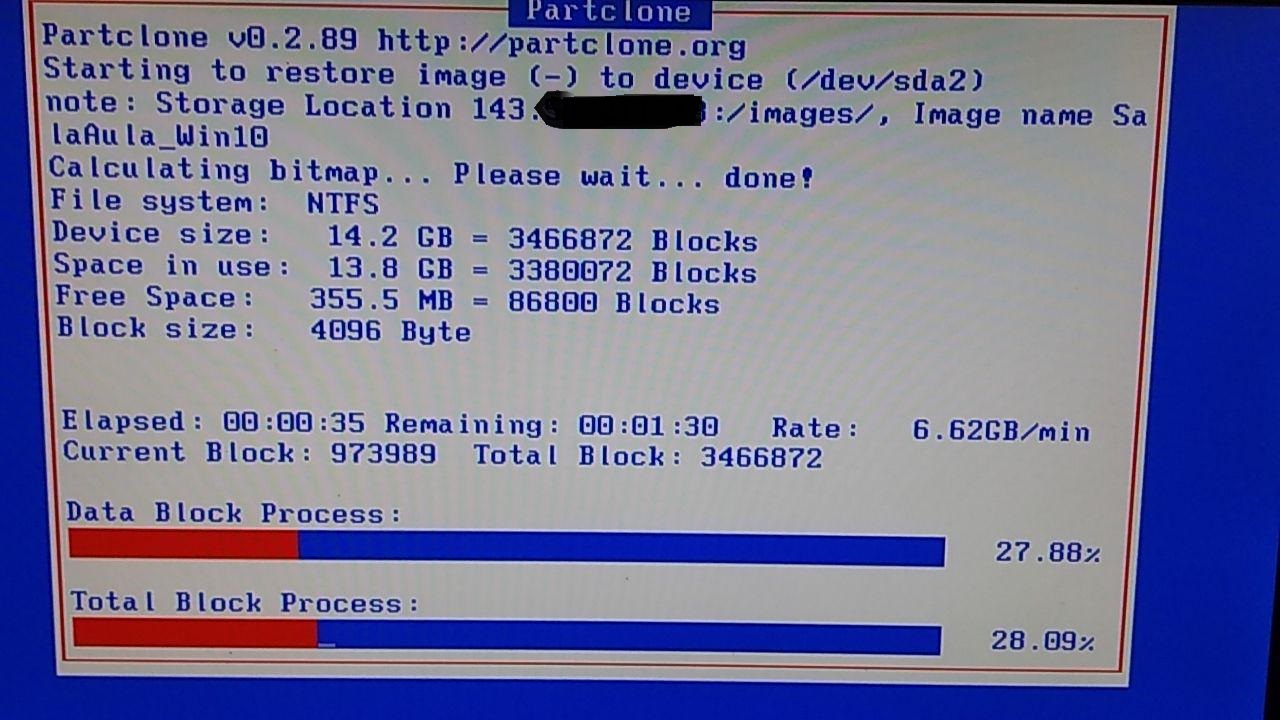 Partclone
Partclone v0.2.89 http://partclone.org
Starting to restore image (-) to device (/dev/sda2)
note: Storage Location 143. :/images/, Image name Sa
laAula_Win10
Calculating bitmap... Please wait... done!
File system: NTFS
Device size: 14.2 GB = 3466872 Blocks
Space in use: 13.8 GB = 3380072 Blocks
Free Space: 355.5 MB = 86800 Blocks
Block size: 4096 Byte
Elapsed: 00:00:35 Remaining: 00:01:30 Rate: 6.62GB/min
Current Block: 973989 Total Block: 3466872
Data Block Process:
27.88%
Total Block Process:
28.09%